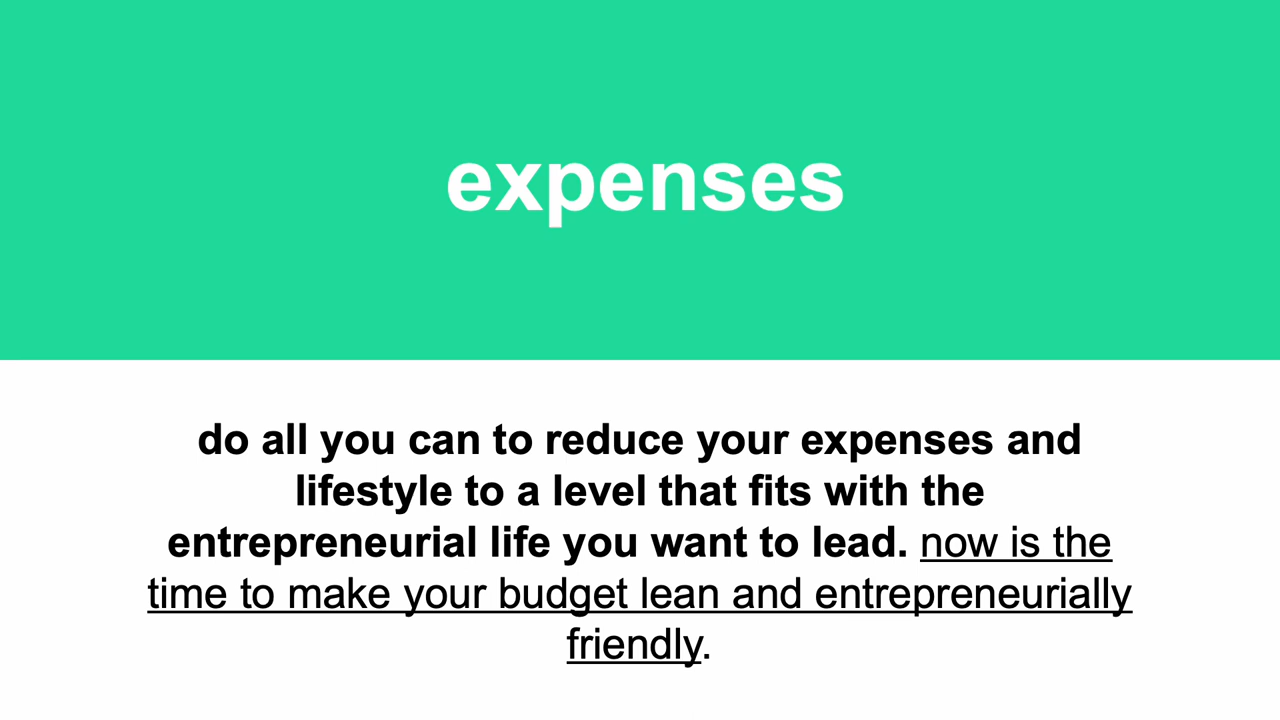 expenses
do all you can to reduce your expenses and
lifestyle to a level that fits with the
entrepreneurial life you want to lead. now is the
time to make your budget lean and entrepreneurially
friendly.